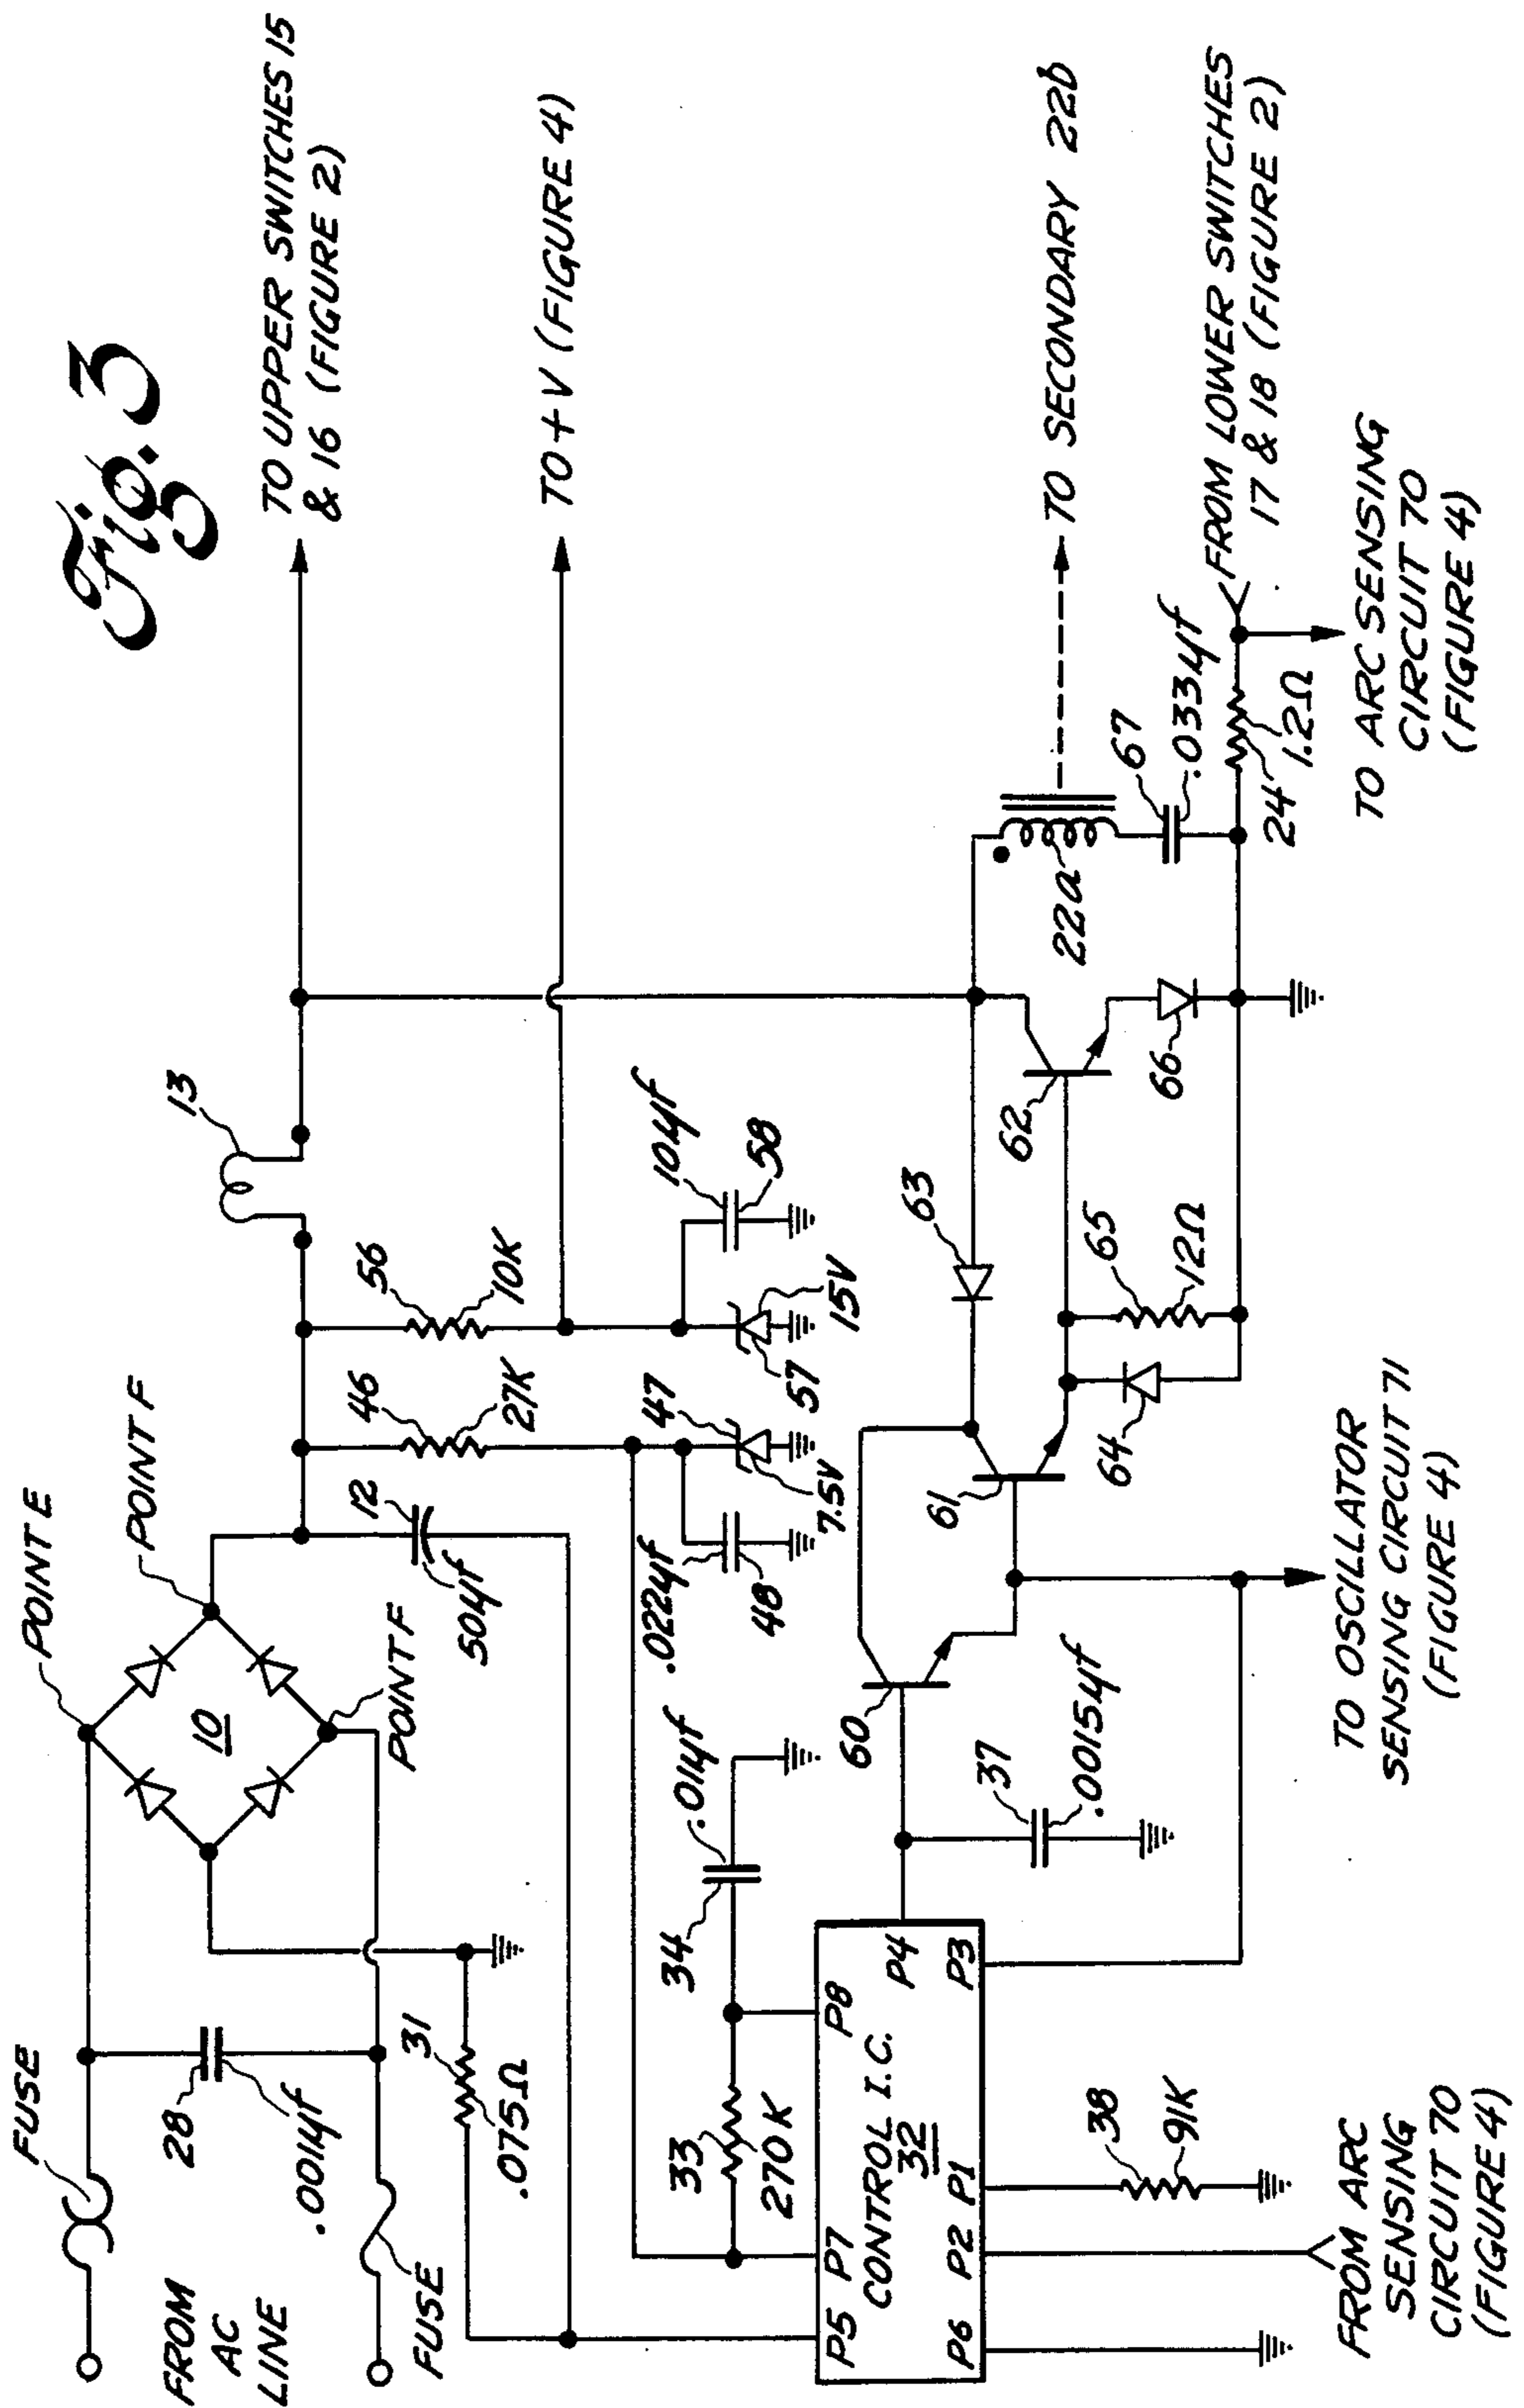 Fig. 3
FUSE
FROM
AC
LINE
28
.001µf
FUSE
31
.075Ω
POINT E
10
POINT F
POINT F
12
50µf
46
27K
56
10K
13
TO UPPER SWITCHES 15
& 16 (FIGURE 2)
TO +V (FIGURE 4)
.022µf
48
47
7.5V
57
15V
10µf
58
33
270K
34
.01µf
P5
P7
P8
CONTROL I.C.
32
P4
P6
P2
P1
P3
38
91K
FROM ARC
SENSING
CIRCUIT 70
(FIGURE 4)
37
.0015µf
60
61
TO OSCILLATOR
SENSING CIRCUIT 71
(FIGURE 4)
63
62
64
65
12Ω
66
22a
67
.033µf
TO SECONDARY 22b
24
1.2Ω
FROM LOWER SWITCHES
17 & 18 (FIGURE 2)
TO ARC SENSING
CIRCUIT 70
(FIGURE 4)